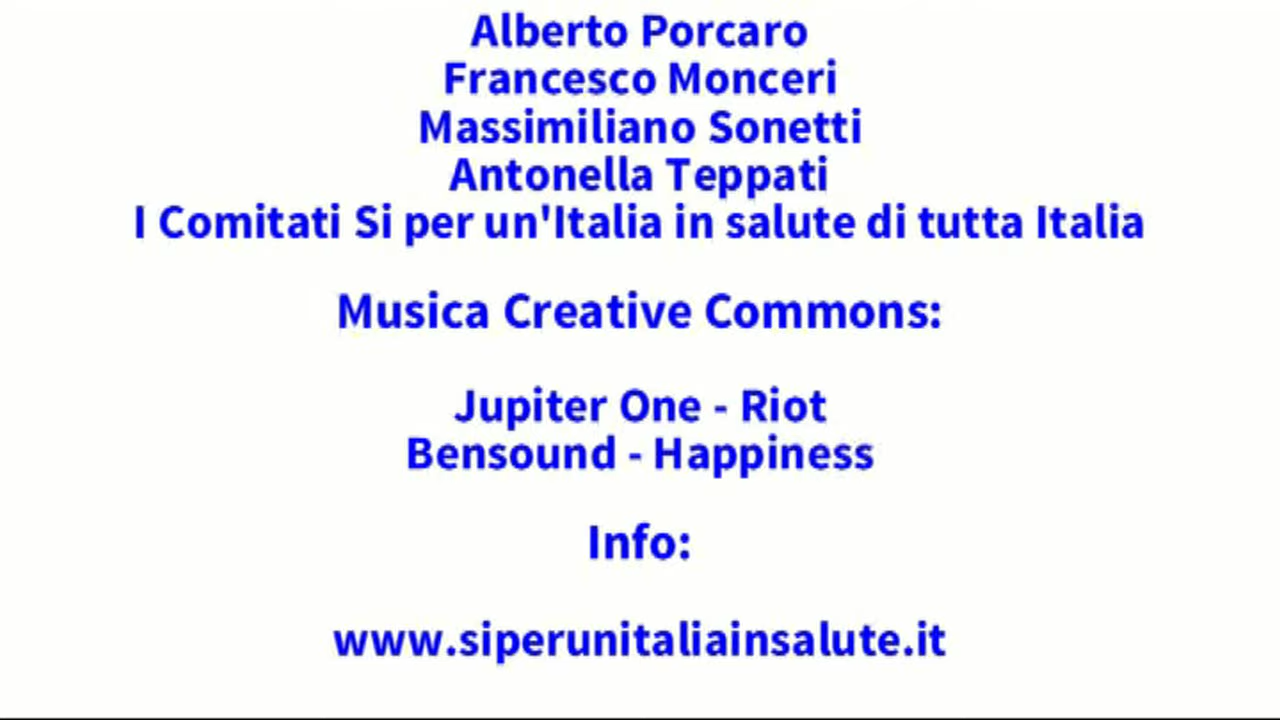 Alberto Porcaro
Francesco Monceri
Massimiliano Sonetti
Antonella Teppati
I Comitati Si per un'Italia in salute di tutta Italia
Musica Creative Commons:
Jupiter One - Riot
Bensound - Happiness
Info:
www.siperunitaliainsalute.it